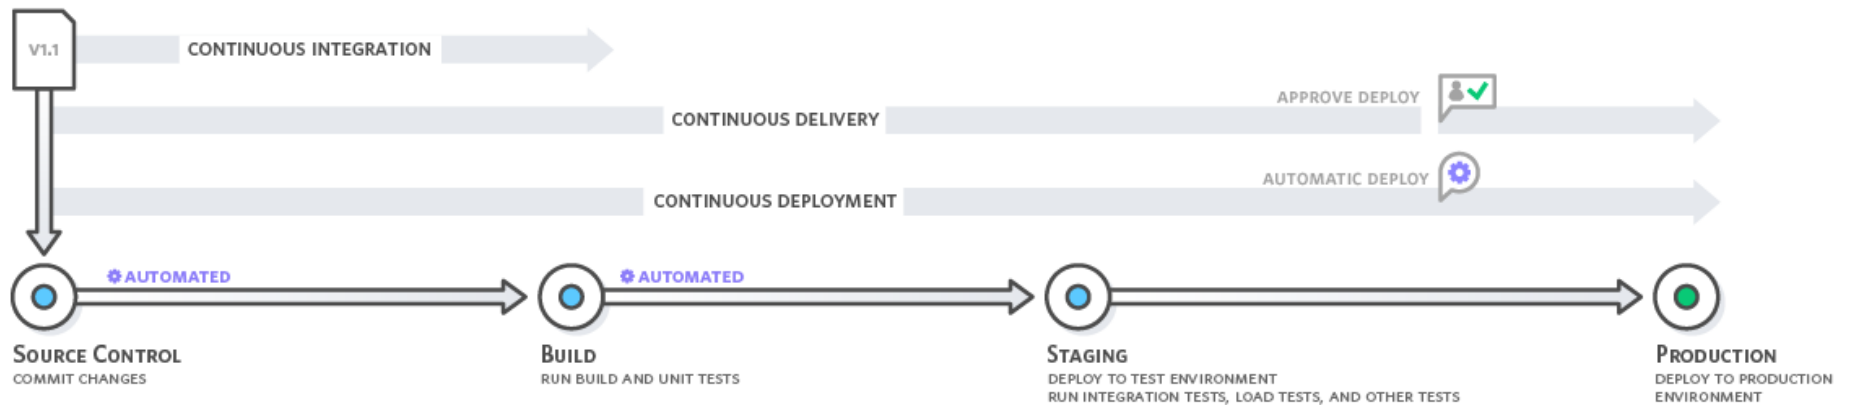 V1.1
CONTINUOUS INTEGRATION
APPROVE DEPLOY
CONTINUOUS DELIVERY
AUTOMATIC DEPLOY
CONTINUOUS DEPLOYMENT
AUTOMATED
AUTOMATED
SOURCE CONTROL
COMMIT CHANGES
BUILD
RUN BUILD AND UNIT TESTS
STAGING
DEPLOY TO TEST ENVIRONMENT
RUN INTEGRATION TESTS, LOAD TESTS, AND OTHER TESTS
PRODUCTION
DEPLOY TO PRODUCTION
ENVIRONMENT